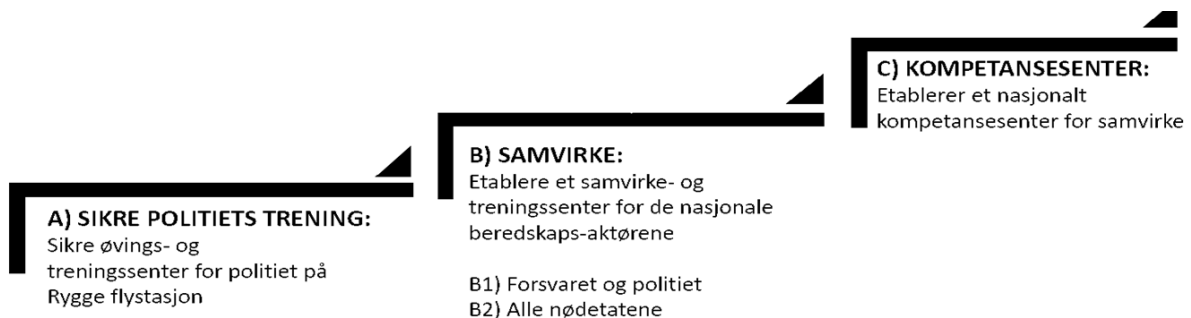 A) SIKRE POLITIETS TRENING:
Sikre øvings- og
treningssenter for politiet på
Rygge flystasjon
B) SAMVIRKE:
Etablere et samvirke- og
treningssenter for de nasjonale
beredskaps-aktørene
B1) Forsvaret og politiet
B2) Alle nødetatene
C) KOMPETANSESENTER:
Etablerer et nasjonalt
kompetansesenter for samvirke